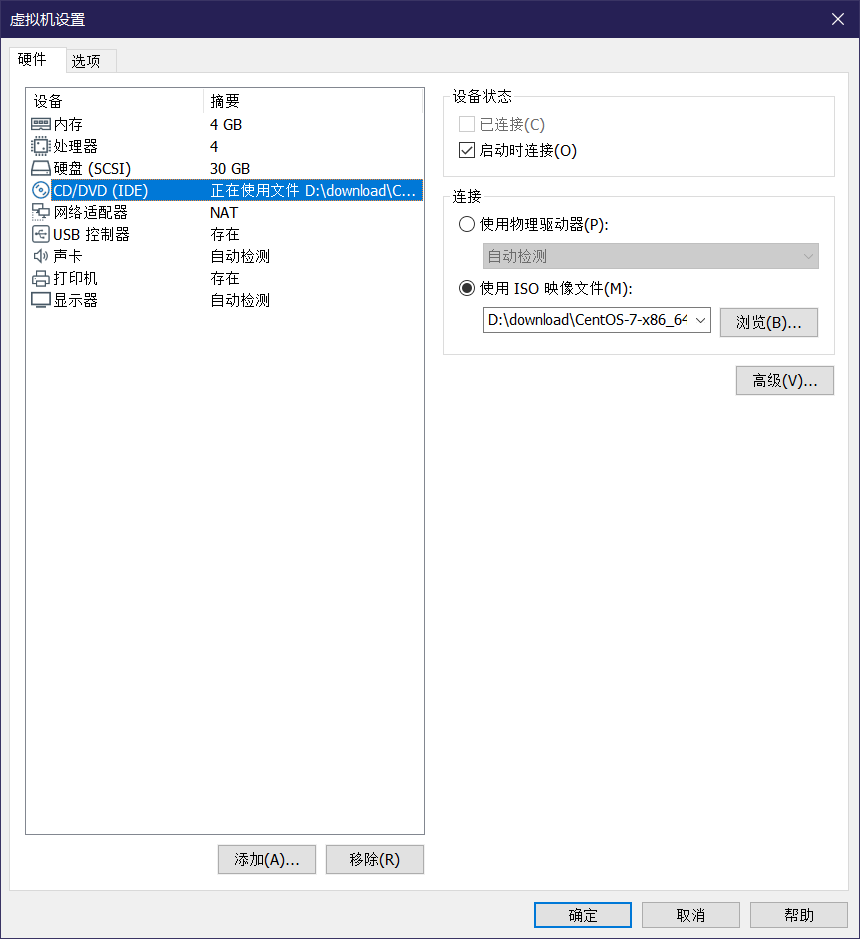 虚拟机设置
硬件 选项
设备 摘要
内存 4 GB
处理器 4
硬盘 (SCSI) 30 GB
CD/DVD (IDE) 正在使用文件 D:\download\C...
网络适配器 NAT
USB 控制器 存在
声卡 自动检测
打印机 存在
显示器 自动检测
添加(A)... 移除(R)
设备状态
已连接(C)
启动时连接(O)
连接
使用物理驱动器(P):
自动检测
使用 ISO 映像文件(M):
D:\download\CentOS-7-x86_64 浏览(B)...
高级(V)...
确定 取消 帮助